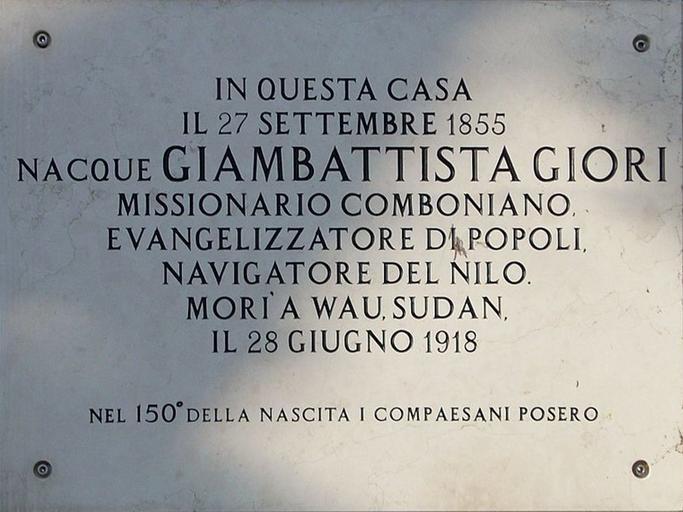 IN QUESTA CASA
IL 27 SETTEMBRE 1855
NACQUE GIAMBATTISTA GIORI
MISSIONARIO COMBONIANO,
EVANGELIZZATORE DI POPOLI,
NAVIGATORE DEL NILO.
MORI' A WAU, SUDAN,
IL 28 GIUGNO 1918
NEL 150° DELLA NASCITA I COMPAESANI POSERO